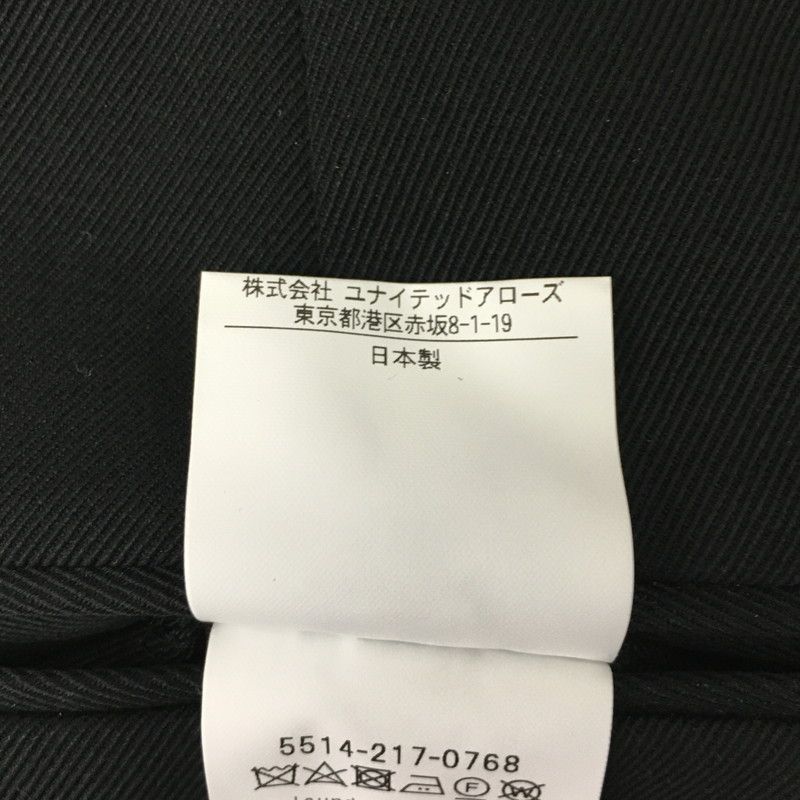 株式会社 ユナイテッドアローズ
東京都港区赤坂8-1-19
日本製
5514-217-0768